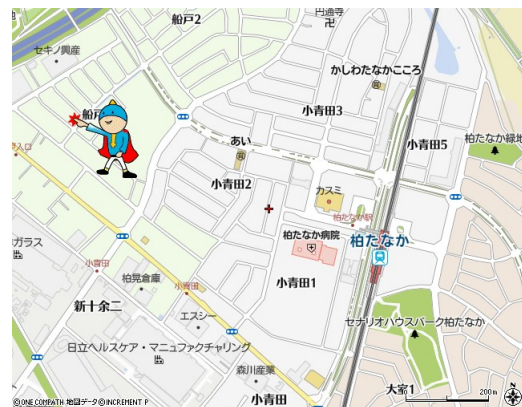 船戸2
円通寺
セキノ興産
かしわたなかこころ
船戸
小青田3
小青田5
柏たなか緑地
あい
入口
小青田2
カスミ
柏たなか駅
柏たなか
ガラス
柏たなか病院
小青田
柏晃倉庫
小青田
小青田1
新十余二
エスシー
セナリオハウスパーク柏たなか
日立ヘルスケア・マニュファクチャリング
森川産業
大室1
200m
小青田
©ONE COMPATH 地図データ©INCREMENT P